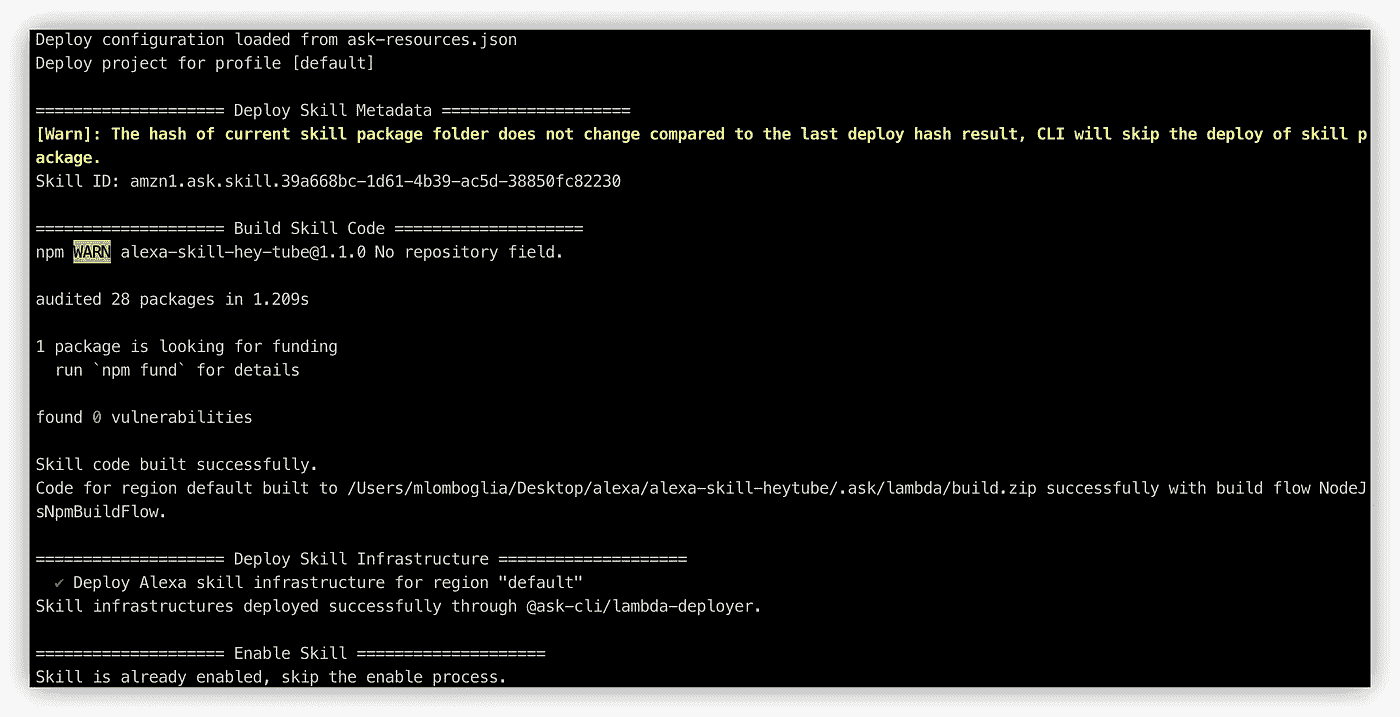 Deploy configuration loaded from ask-resources.json
Deploy project for profile [default]
==================== Deploy Skill Metadata ====================
[Warn]: The hash of current skill package folder does not change compared to the last deploy hash result, CLI will skip the deploy of skill p
ackage.
Skill ID: amzn1.ask.skill.39a668bc-1d61-4b39-ac5d-38850fc82230
==================== Build Skill Code ====================
npm WARN alexa-skill-hey-tube@1.1.0 No repository field.
audited 28 packages in 1.209s
1 package is looking for funding
  run `npm fund` for details
found 0 vulnerabilities
Skill code built successfully.
Code for region default built to /Users/mlomboglia/Desktop/alexa/alexa-skill-heytube/.ask/lambda/build.zip successfully with build flow NodeJ
sNpmBuildFlow.
==================== Deploy Skill Infrastructure ====================
  ✔ Deploy Alexa skill infrastructure for region "default"
Skill infrastructures deployed successfully through @ask-cli/lambda-deployer.
==================== Enable Skill ====================
Skill is already enabled, skip the enable process.